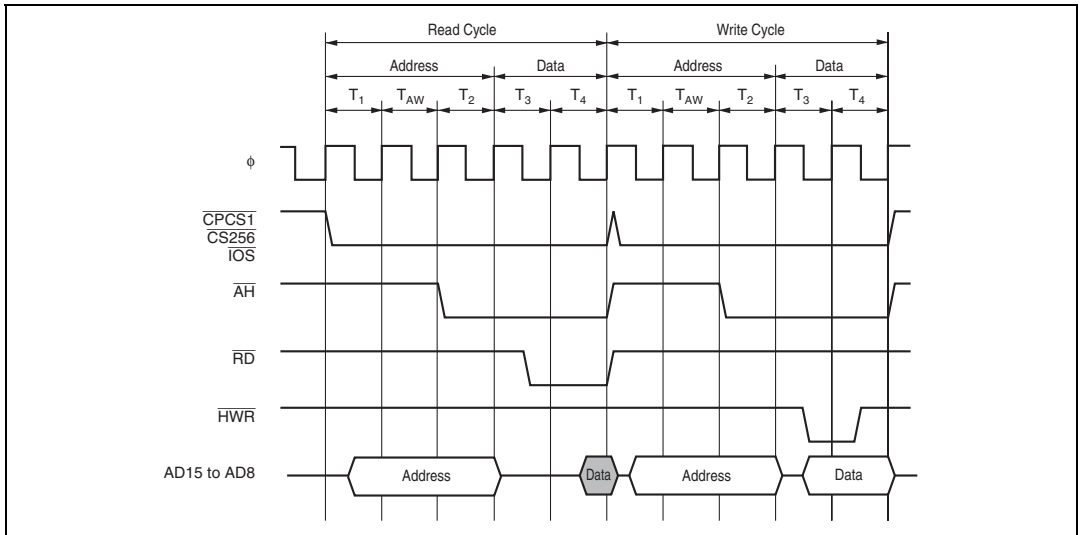 Read Cycle Write Cycle
Address Data Address Data
T1 TAW T2 T3 T4 T1 TAW T2 T3 T4
ϕ
CPCS1
CS256
IOS
AH
RD
HWR
AD15 to AD8 Address Data Address Data